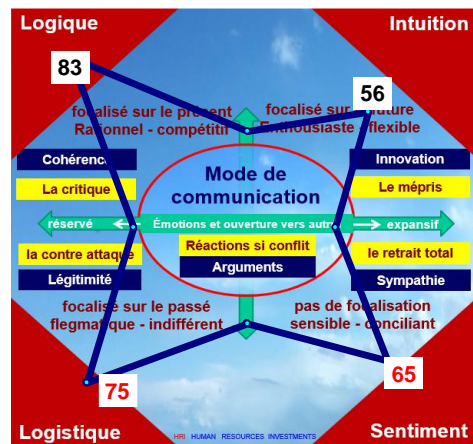 Logique
Intuition
83
56
focalisé sur le présent
Rationnel - compétitif
focalisé sur
Enthousiaste - flexible
Cohérence
Mode de
communication
Innovation
La critique
Le mépris
réservé
Émotions et ouverture vers autr
expansif
la contre attaque
Réactions si conflit
le retrait total
Légitimité
Arguments
Sympathie
focalisé sur le passé
flegmatique - indifférent
pas de focalisation
sensible - conciliant
75
65
Logistique
HRI HUMAN RESOURCES INVESTMENTS
Sentiment